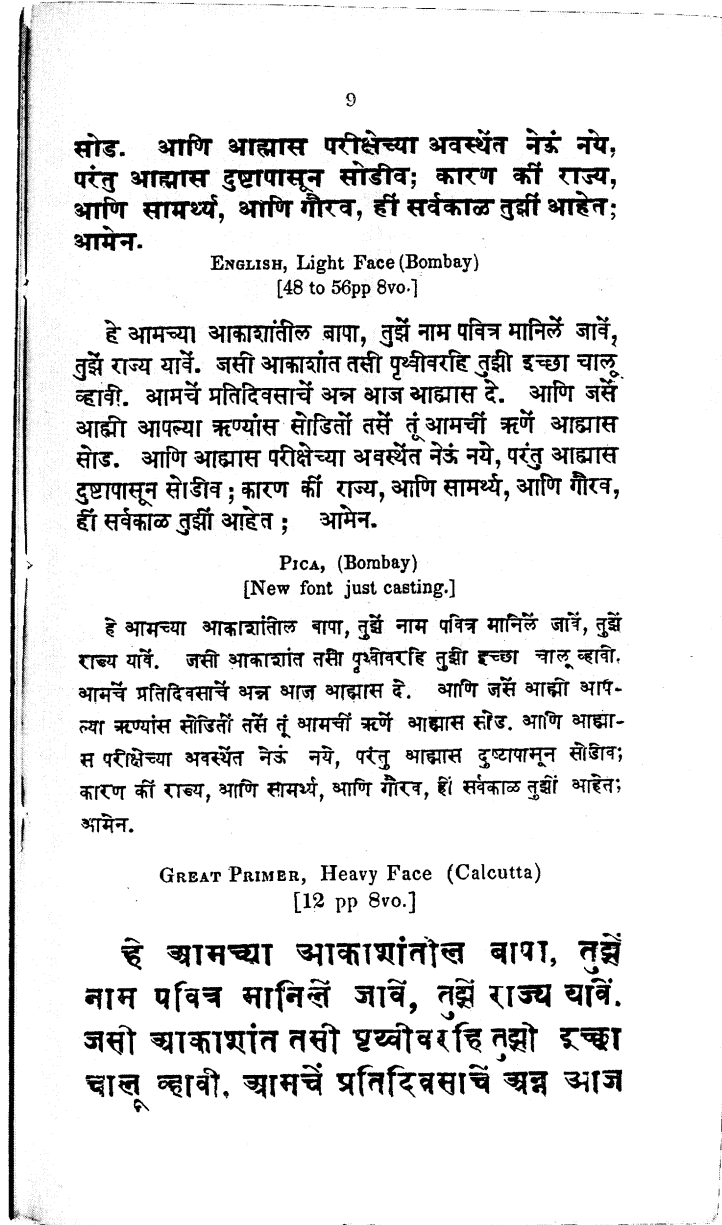 9
सोड. आणि आह्मास परीक्षेच्या अवस्थेंत नेऊं नये,
परंतु आह्मास दुष्टापासून सोडीव; कारण कीं राज्य,
आणि सामर्थ्य, आणि गौरव, हीं सर्वकाळ तुझीं आहेत;
आमेन.
ENGLISH, Light Face (Bombay)
[48 to 56pp 8vo.]
हे आमच्या आकाशांतील बापा, तुझें नाम पवित्र मानिलें जावें,
तुझें राज्य यावें. जसी आकाशांत तसी पृथ्वीवरहि तुझी इच्छा चालू
व्हावी. आमचें प्रतिदिवसाचें अन्न आज आह्मास दे. आणि जसें
आह्मी आपल्या ऋण्यांस सोडितों तसें तूं आमचीं ऋणें आह्मास
सोड. आणि आह्मास परीक्षेच्या अवस्थेंत नेऊं नये, परंतु आह्मास
दुष्टापासून सोडीव; कारण कीं राज्य, आणि सामर्थ्य, आणि गौरव,
हीं सर्वकाळ तुझीं आहेत; आमेन.
PICA, (Bombay)
[New font just casting.]
हे आमच्या आकाशांतील बापा, तुझें नाम पवित्र मानिलें जावें, तुझें
राज्य यावें. जसी आकाशांत तसी पृथ्वीवरहि तुझी इच्छा चालू व्हावी.
आमचें प्रतिदिवसाचें अन्न आज आह्मास दे. आणि जसें आह्मी आप-
ल्या ऋण्यांस सोडितों तसें तूं आमचीं ऋणें आह्मास सोड. आणि आह्मा-
स परीक्षेच्या अवस्थेंत नेऊं नये, परंतु आह्मास दुष्टापासून सोडीव;
कारण कीं राज्य, आणि सामर्थ्य, आणि गौरव, हीं सर्वकाळ तुझीं आहेत;
आमेन.
GREAT PRIMER, Heavy Face (Calcutta)
[12 pp 8vo.]
हे आमच्या आकाशांतील बापा, तुझें
नाम पवित्र मानिलें जावें, तुझें राज्य यावें.
जसी आकाशांत तसी पृथ्वीवरहि तुझी इच्छा
चालू व्हावी. आमचें प्रतिदिवसाचें अन्न आज